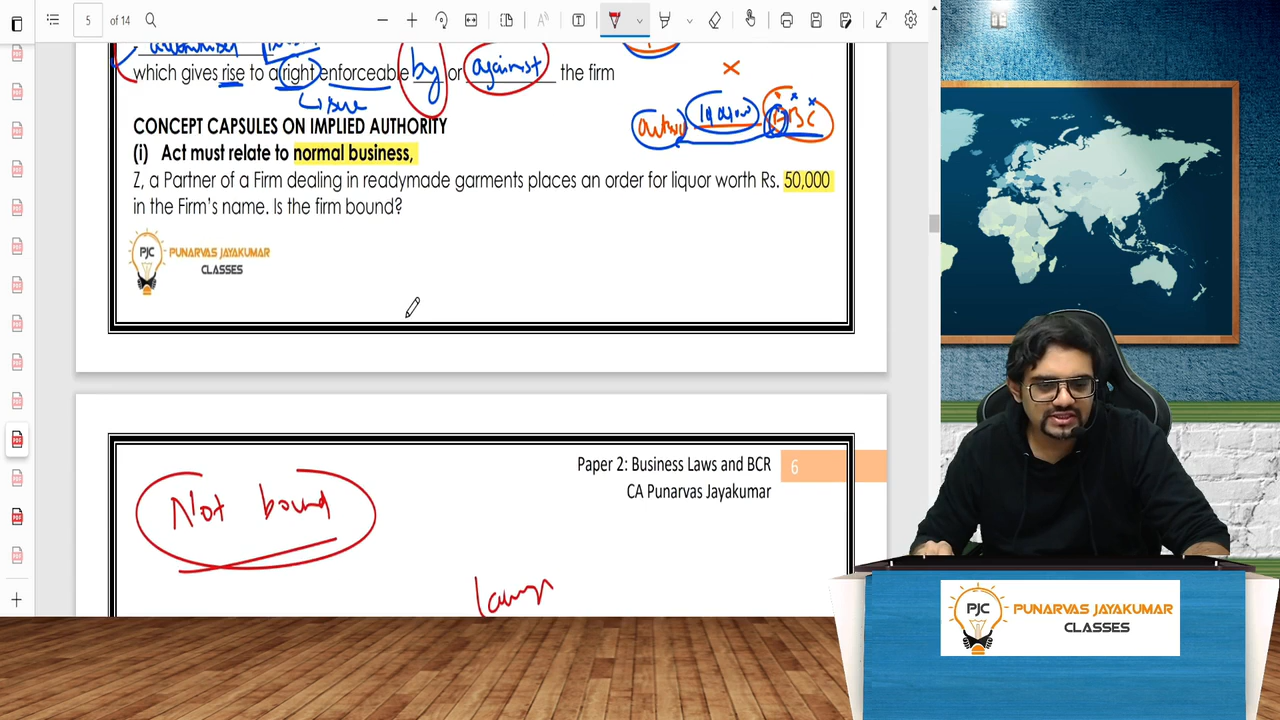 5 of 14
which gives rise to a right enforceable by or against the firm
↳ sue
CONCEPT CAPSULES ON IMPLIED AUTHORITY
(i) Act must relate to normal business,
Z, a Partner of a Firm dealing in readymade garments places an order for liquor worth Rs. 50,000
in the Firm's name. Is the firm bound?
PJC PUNARVAS JAYAKUMAR
CLASSES
Paper 2: Business Laws and BCR 6
CA Punarvas Jayakumar
Not bound
PJC PUNARVAS JAYAKUMAR
CLASSES